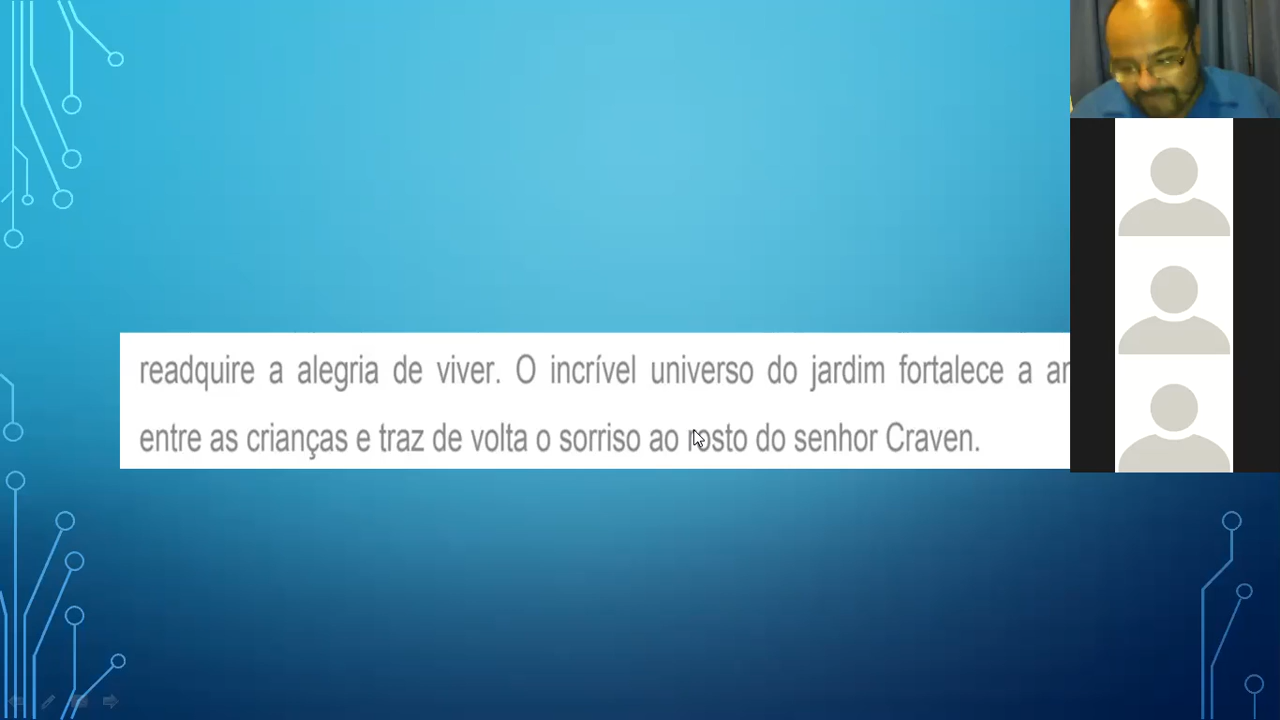 readquire a alegria de viver. O incrível universo do jardim fortalece a
entre as crianças e traz de volta o sorriso ao rosto do senhor Craven.